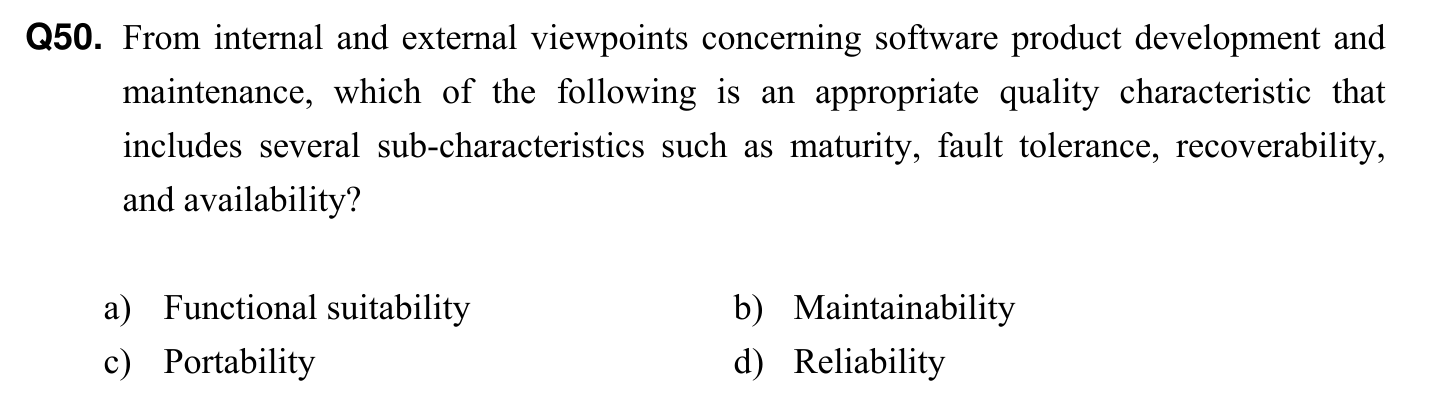 Q50. From internal and external viewpoints concerning software product development and
maintenance, which of the following is an appropriate quality characteristic that
includes several sub-characteristics such as maturity, fault tolerance, recoverability,
and availability?
a) Functional suitability b) Maintainability
c) Portability d) Reliability